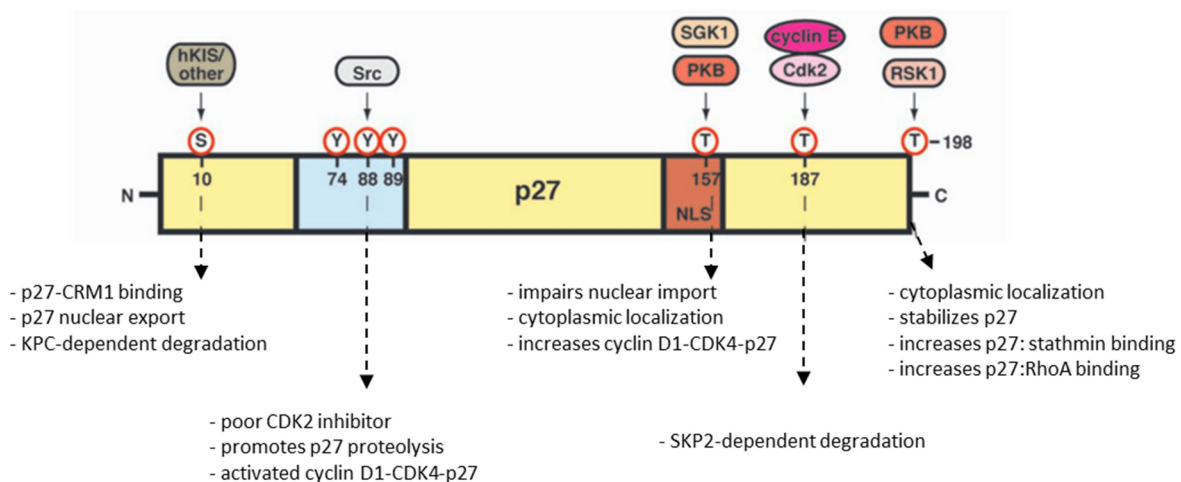 hKIS/
other
Src
SGK1
PKB
cyclin E
Cdk2
PKB
RSK1
S
Y Y Y
T
T
T -198
N
10
74 88 89
p27
157
NLS
187
C
- p27-CRM1 binding
- p27 nuclear export
- KPC-dependent degradation
- poor CDK2 inhibitor
- promotes p27 proteolysis
- activated cyclin D1-CDK4-p27
- impairs nuclear import
- cytoplasmic localization
- increases cyclin D1-CDK4-p27
- SKP2-dependent degradation
- cytoplasmic localization
- stabilizes p27
- increases p27: stathmin binding
- increases p27:RhoA binding